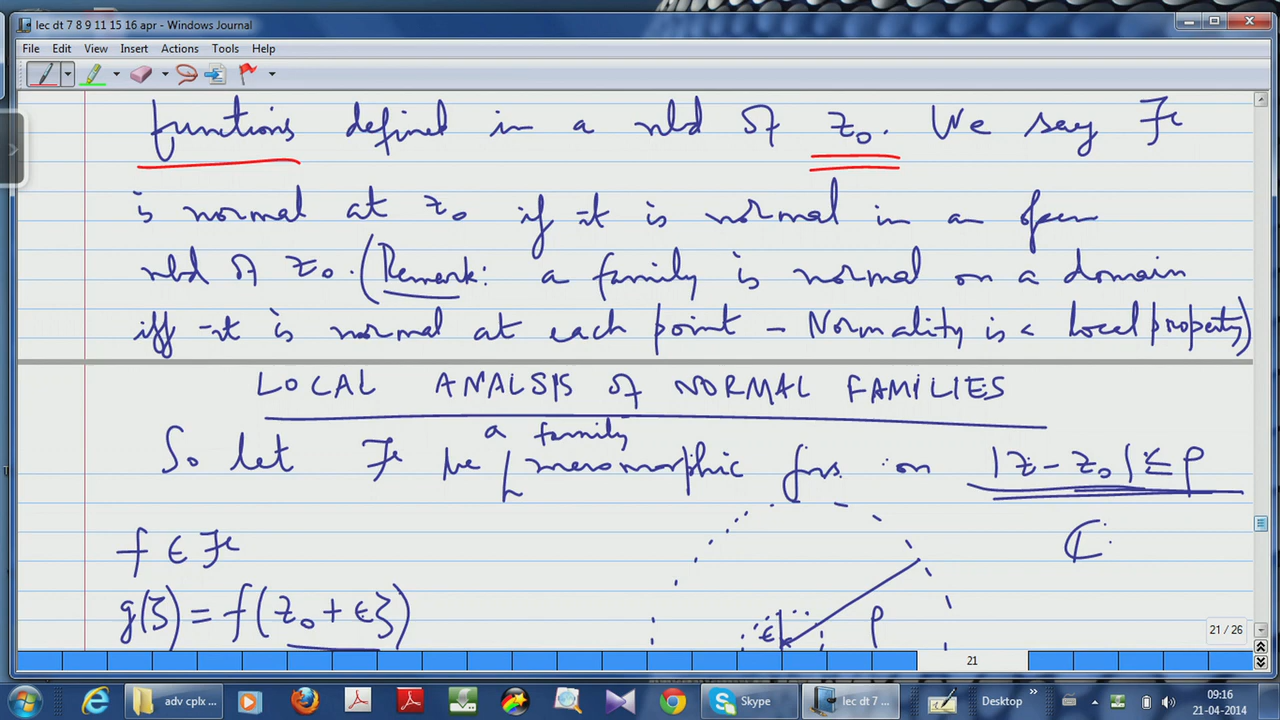 lec dt 7 8 9 11 15 16 apr - Windows Journal
File Edit View Insert Actions Tools Help
functions defined in a nbd of z₀. We say ℱ
is normal at z₀ if it is normal in an open
nbd of z₀. (Remark: a family is normal on a domain
iff it is normal at each point - Normality is a local property)
LOCAL ANALSIS of NORMAL FAMILIES
a family
So let ℱ be meromorphic fns. on |z - z₀| ≤ ρ
f ∈ ℱ
ℂ
g(ζ) = f(z₀ + εζ)
ε ρ
21 / 26
21
adv cplx ...
Skype
lec dt 7 ...
Desktop
09:16
21-04-2014